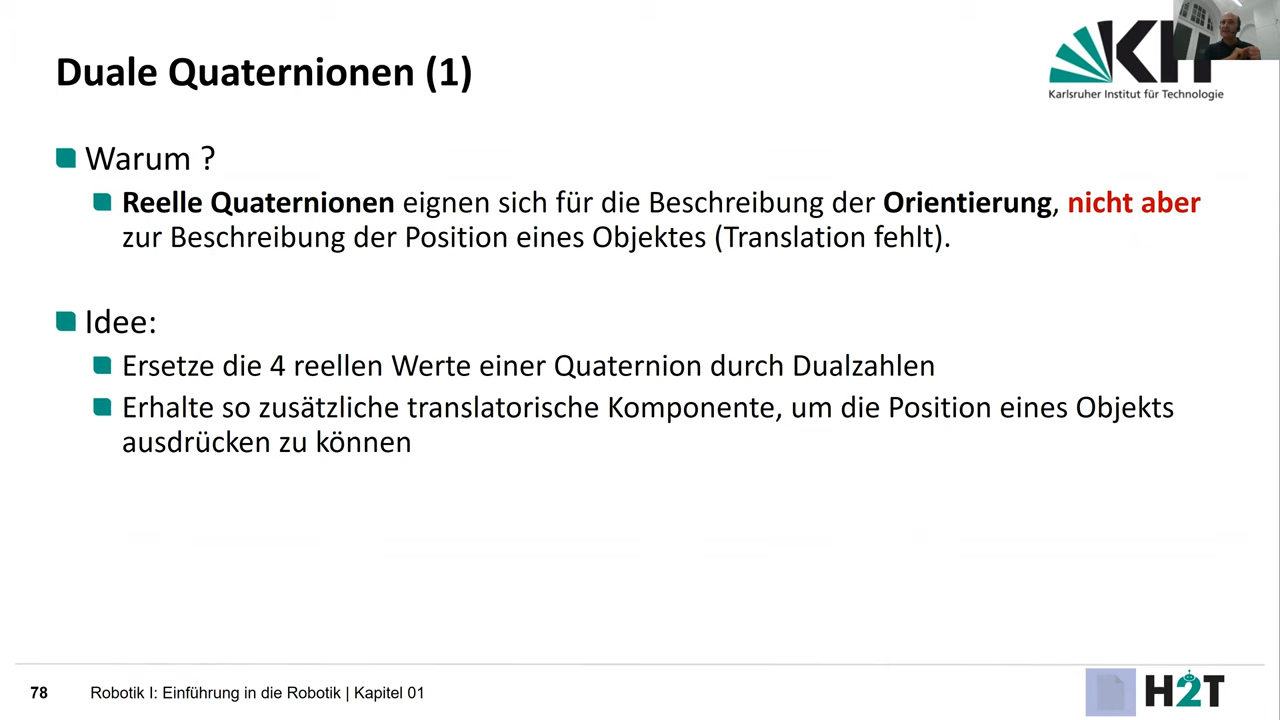 Duale Quaternionen (1)
Karlsruher Institut für Technologie
Warum ?
Reelle Quaternionen eignen sich für die Beschreibung der Orientierung, nicht aber
zur Beschreibung der Position eines Objektes (Translation fehlt).
Idee:
Ersetze die 4 reellen Werte einer Quaternion durch Dualzahlen
Erhalte so zusätzliche translatorische Komponente, um die Position eines Objekts
ausdrücken zu können
78 Robotik I: Einführung in die Robotik | Kapitel 01
H2T